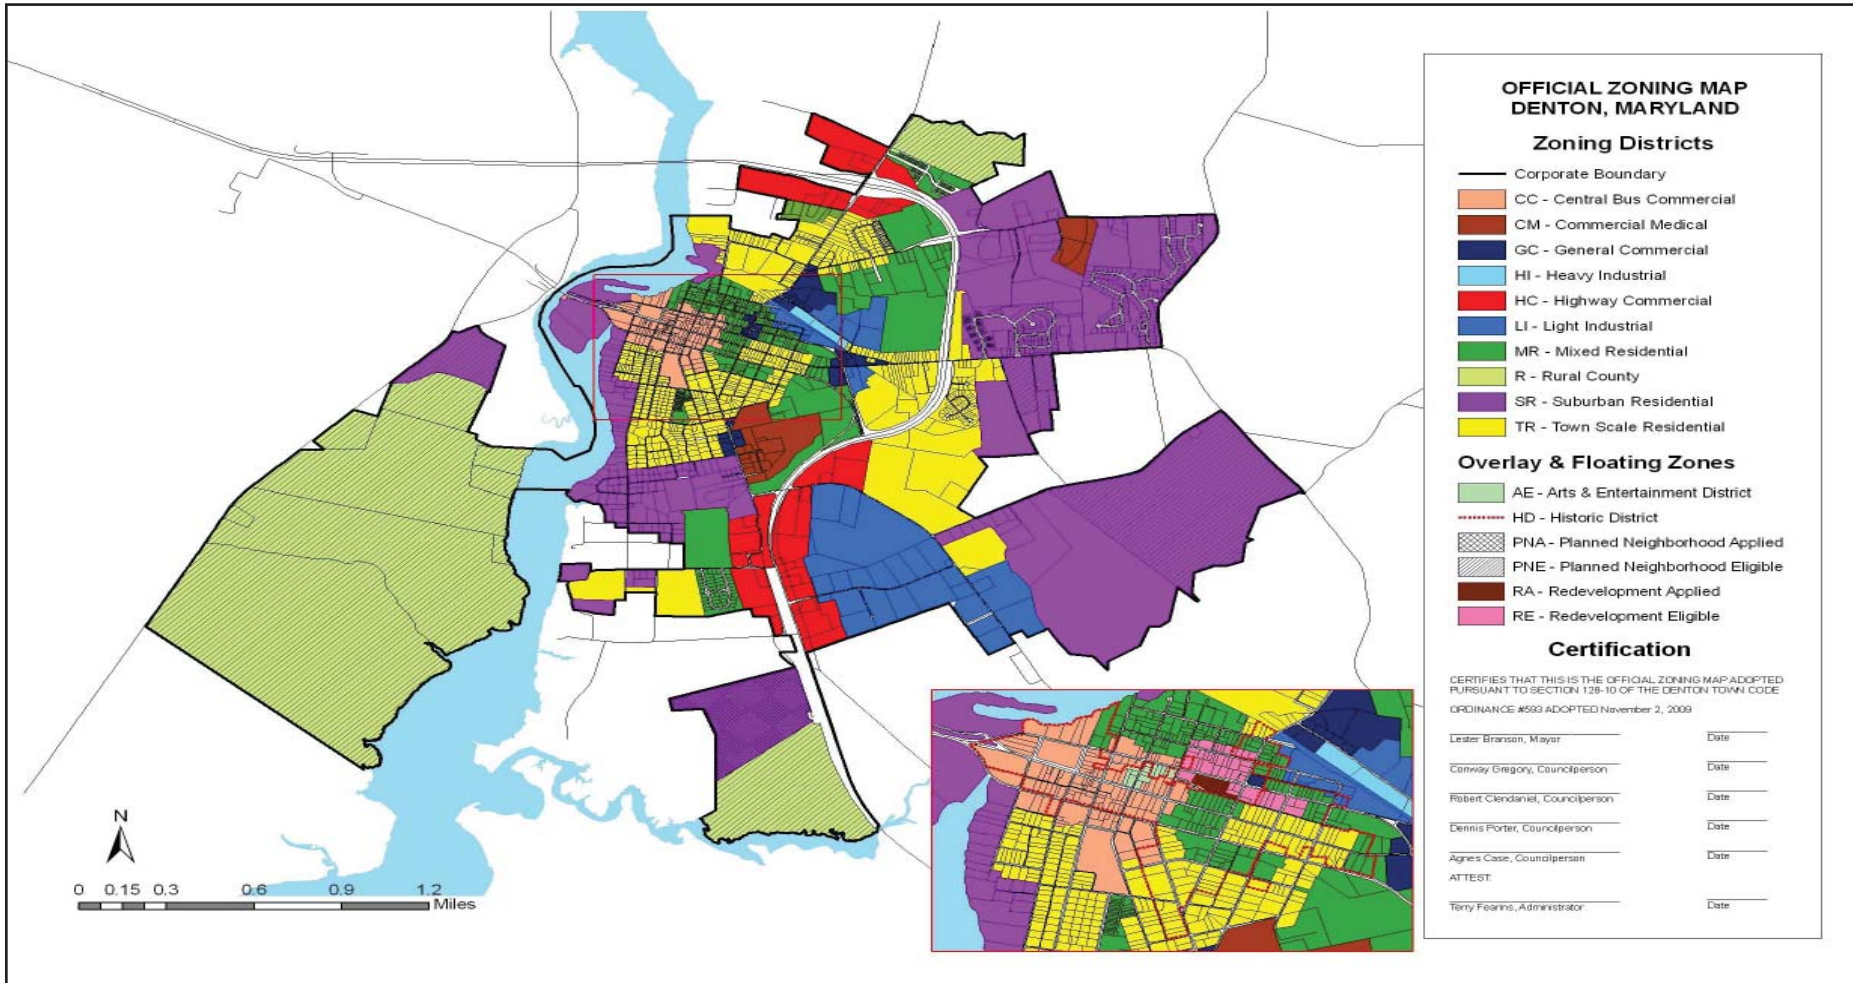 OFFICIAL ZONING MAP
DENTON, MARYLAND
Zoning Districts
Corporate Boundary
CC - Central Bus Commercial
CM - Commercial Medical
GC - General Commercial
HI - Heavy Industrial
HC - Highway Commercial
LI - Light Industrial
MR - Mixed Residential
R - Rural County
SR - Suburban Residential
TR - Town Scale Residential
Overlay & Floating Zones
AE - Arts & Entertainment District
HD - Historic District
PNA - Planned Neighborhood Applied
PNE - Planned Neighborhood Eligible
RA - Redevelopment Applied
RE - Redevelopment Eligible
Certification
CERTIFIES THAT THIS IS THE OFFICIAL ZONING MAP ADOPTED
PURSUANT TO SECTION 128-10 OF THE DENTON TOWN CODE
ORDINANCE #593 ADOPTED November 2, 2009
Lester Branson, Mayor Date
Conway Gregory, Councilperson Date
Robert Clendaniel, Councilperson Date
Dennis Porter, Councilperson Date
Agnes Case, Councilperson Date
ATTEST:
Terry Fearins, Administrator Date
N
0 0.15 0.3 0.6 0.9 1.2
Miles